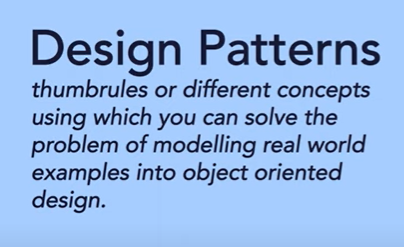 Design Patterns
thumbrules or different concepts
using which you can solve the
problem of modelling real world
examples into object oriented
design.